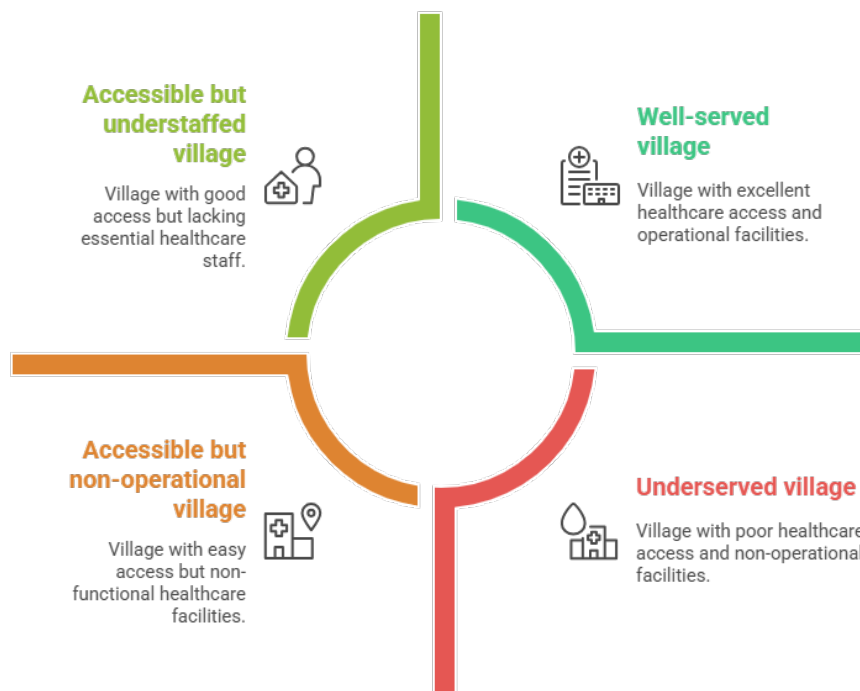 Accessible but
understaffed
village
Village with good
access but lacking
essential healthcare
staff.
Well-served
village
Village with excellent
healthcare access and
operational facilities.
Accessible but
non-operational
village
Village with easy
access but non-
functional healthcare
facilities.
Underserved village
Village with poor healthcare
access and non-operational
facilities.